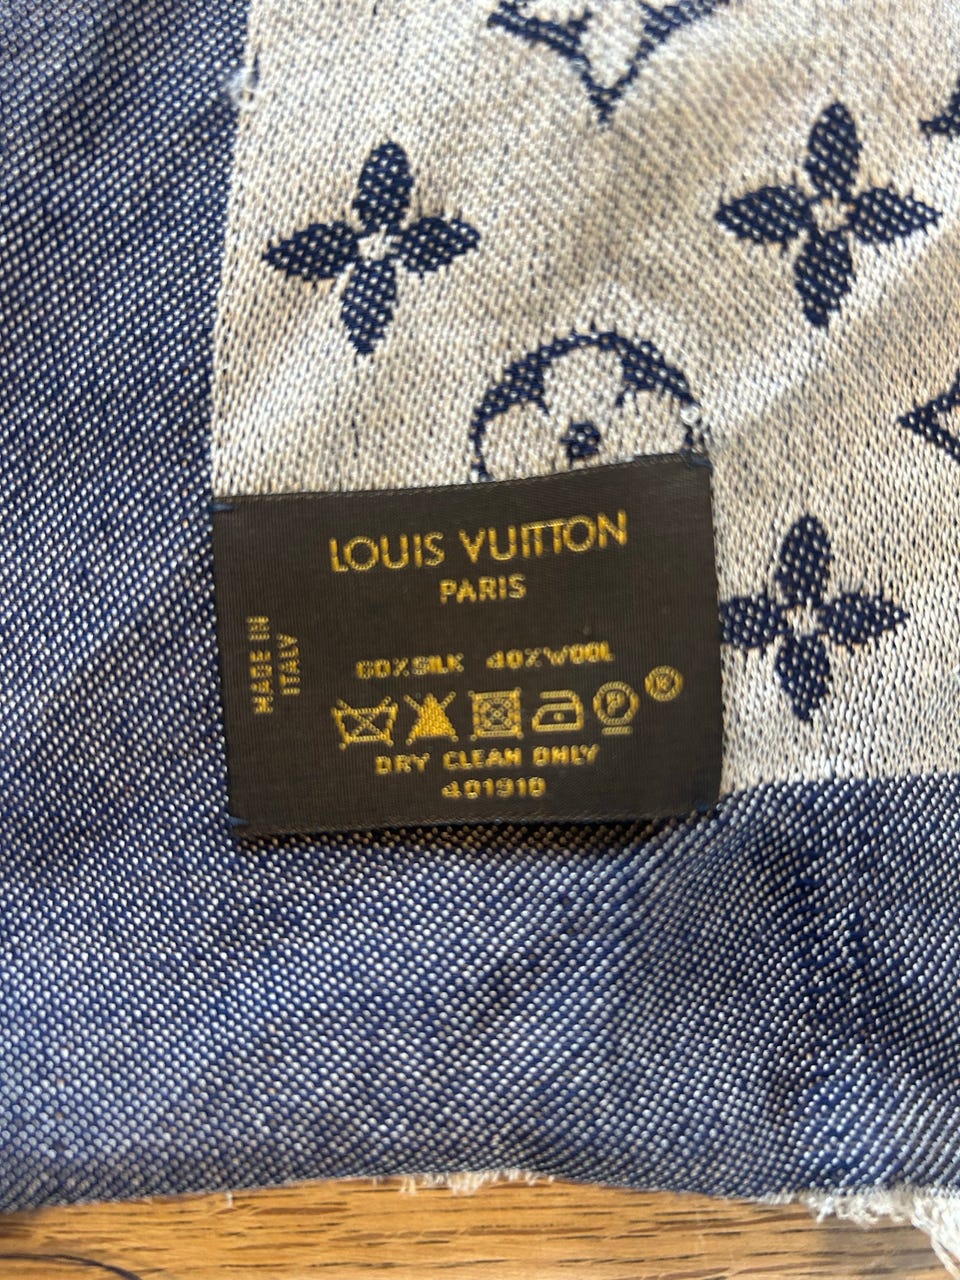 LOUIS VUITTON
PARIS
MADE IN
ITALY
60%SILK 40%WOOL
P
DRY CLEAN ONLY
401910